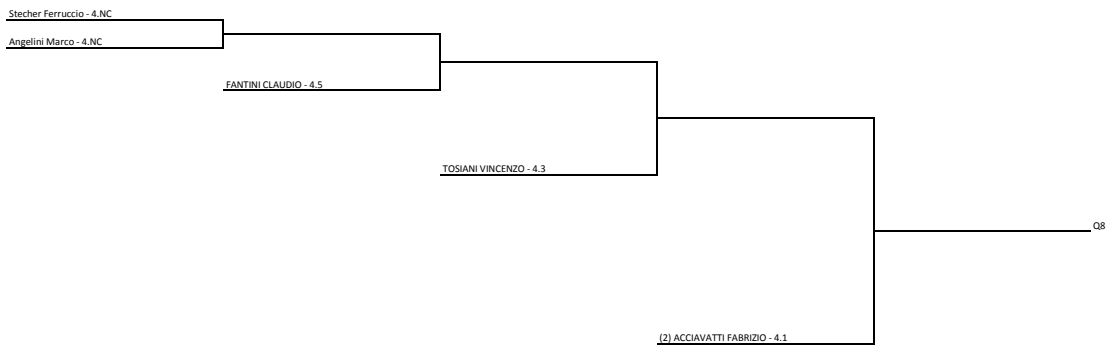 Stecher Ferruccio - 4.NC
Angelini Marco - 4.NC
FANTINI CLAUDIO - 4.5
TOSIANI VINCENZO - 4.3
Q8
(2) ACCIAVATTI FABRIZIO - 4.1